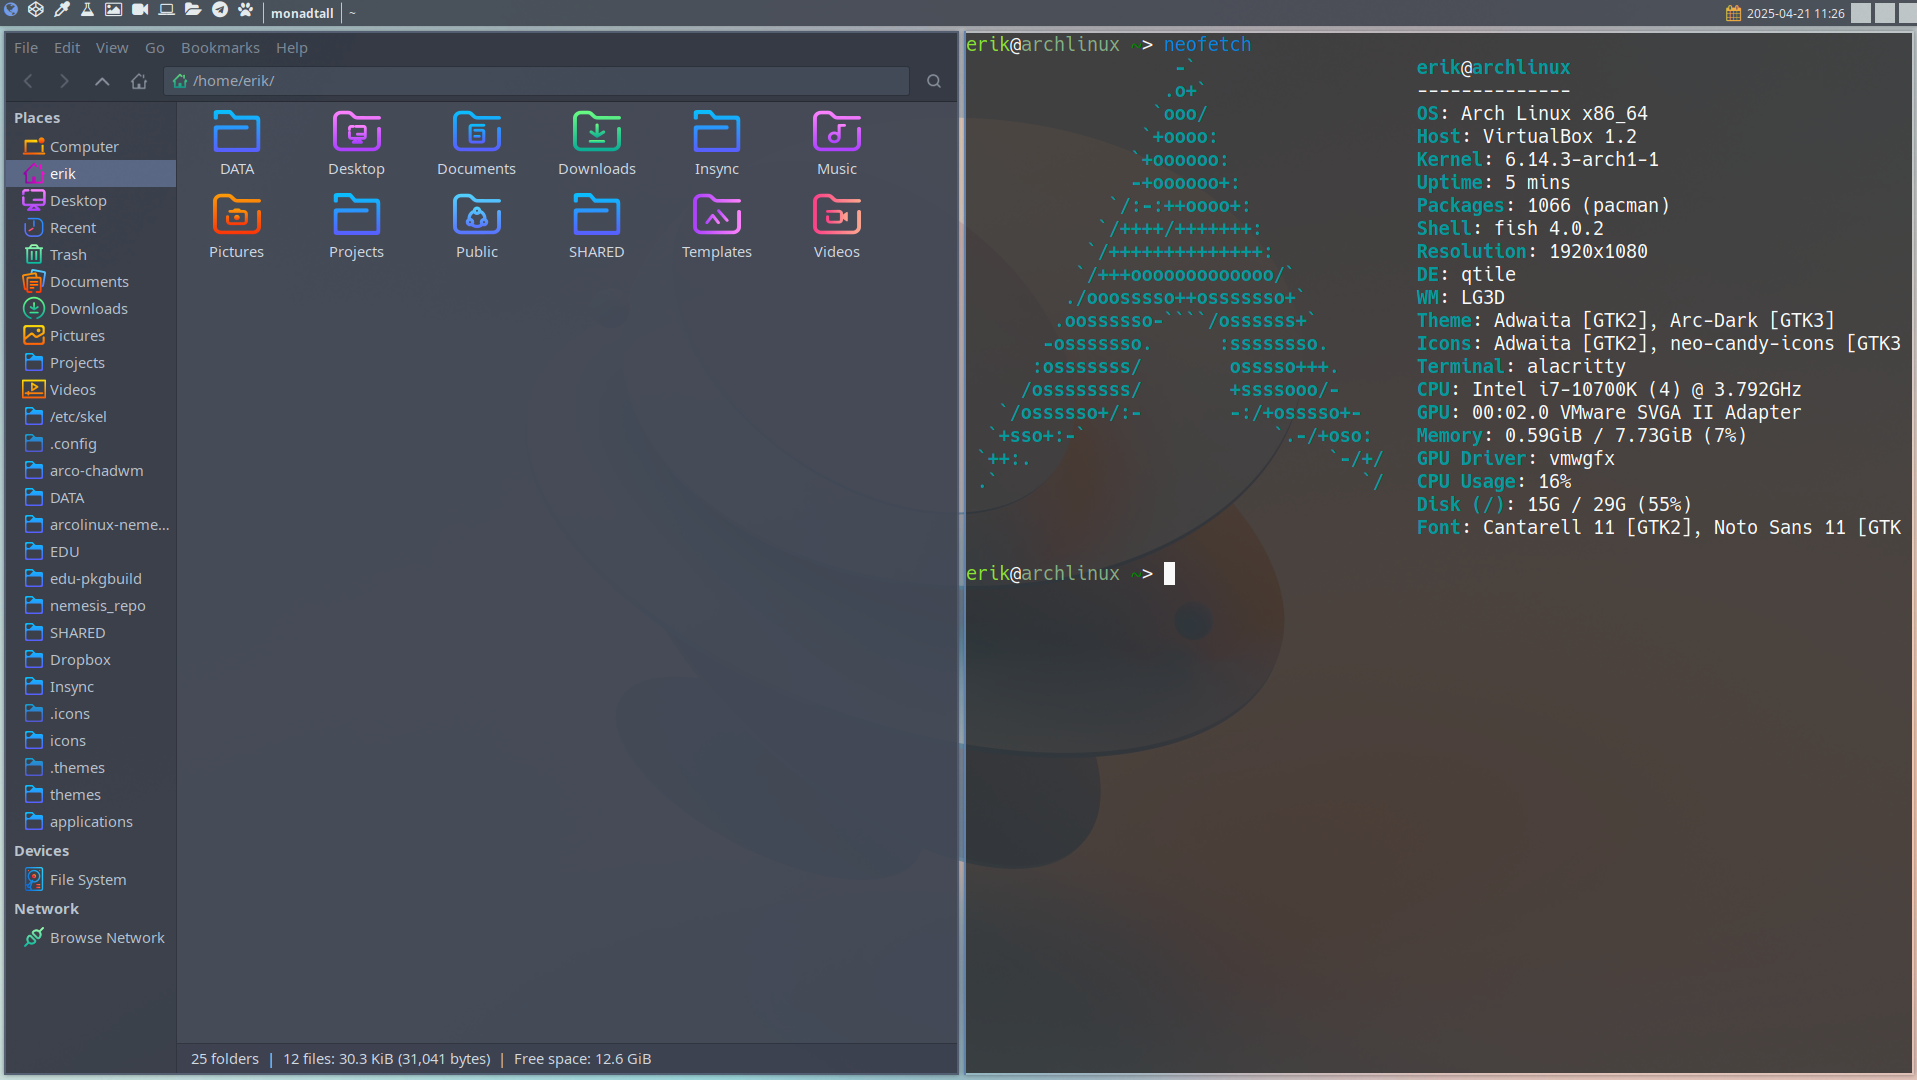 monadtall
~
2025-04-21 11:26
File Edit View Go Bookmarks Help
/home/erik/
Places
Computer
erik
Desktop
Recent
Trash
Documents
Downloads
Pictures
Projects
Videos
/etc/skel
.config
arco-chadwm
DATA
arcolinux-neme...
EDU
edu-pkgbuild
nemesis_repo
SHARED
Dropbox
Insync
.icons
icons
.themes
themes
applications
Devices
File System
Network
Browse Network
DATA Desktop Documents Downloads Insync Music
Pictures Projects Public SHARED Templates Videos
25 folders | 12 files: 30.3 KiB (31,041 bytes) | Free space: 12.6 GiB
erik@archlinux ~> neofetch
                   -`
                  .o+`
                 `ooo/
                `+oooo:
               `+oooooo:
               -+oooooo+:
             `/:-:++oooo+:
            `/++++/+++++++:
           `/++++++++++++++:
          `/+++ooooooooooooo/`
         ./ooosssso++osssssso+`
        .oossssso-````/ossssss+`
       -osssssso.      :ssssssso.
      :osssssss/        osssso+++.
     /ossssssss/        +ssssooo/-
   `/ossssso+/:-        -:/+osssso+-
  `+sso+:-`                 `.-/+oso:
 `++:.                           `-/+/
 .`                                 `/
erik@archlinux
--------------
OS: Arch Linux x86_64
Host: VirtualBox 1.2
Kernel: 6.14.3-arch1-1
Uptime: 5 mins
Packages: 1066 (pacman)
Shell: fish 4.0.2
Resolution: 1920x1080
DE: qtile
WM: LG3D
Theme: Adwaita [GTK2], Arc-Dark [GTK3]
Icons: Adwaita [GTK2], neo-candy-icons [GTK3
Terminal: alacritty
CPU: Intel i7-10700K (4) @ 3.792GHz
GPU: 00:02.0 VMware SVGA II Adapter
Memory: 0.59GiB / 7.73GiB (7%)
GPU Driver: vmwgfx
CPU Usage: 16%
Disk (/): 15G / 29G (55%)
Font: Cantarell 11 [GTK2], Noto Sans 11 [GTK
erik@archlinux ~>